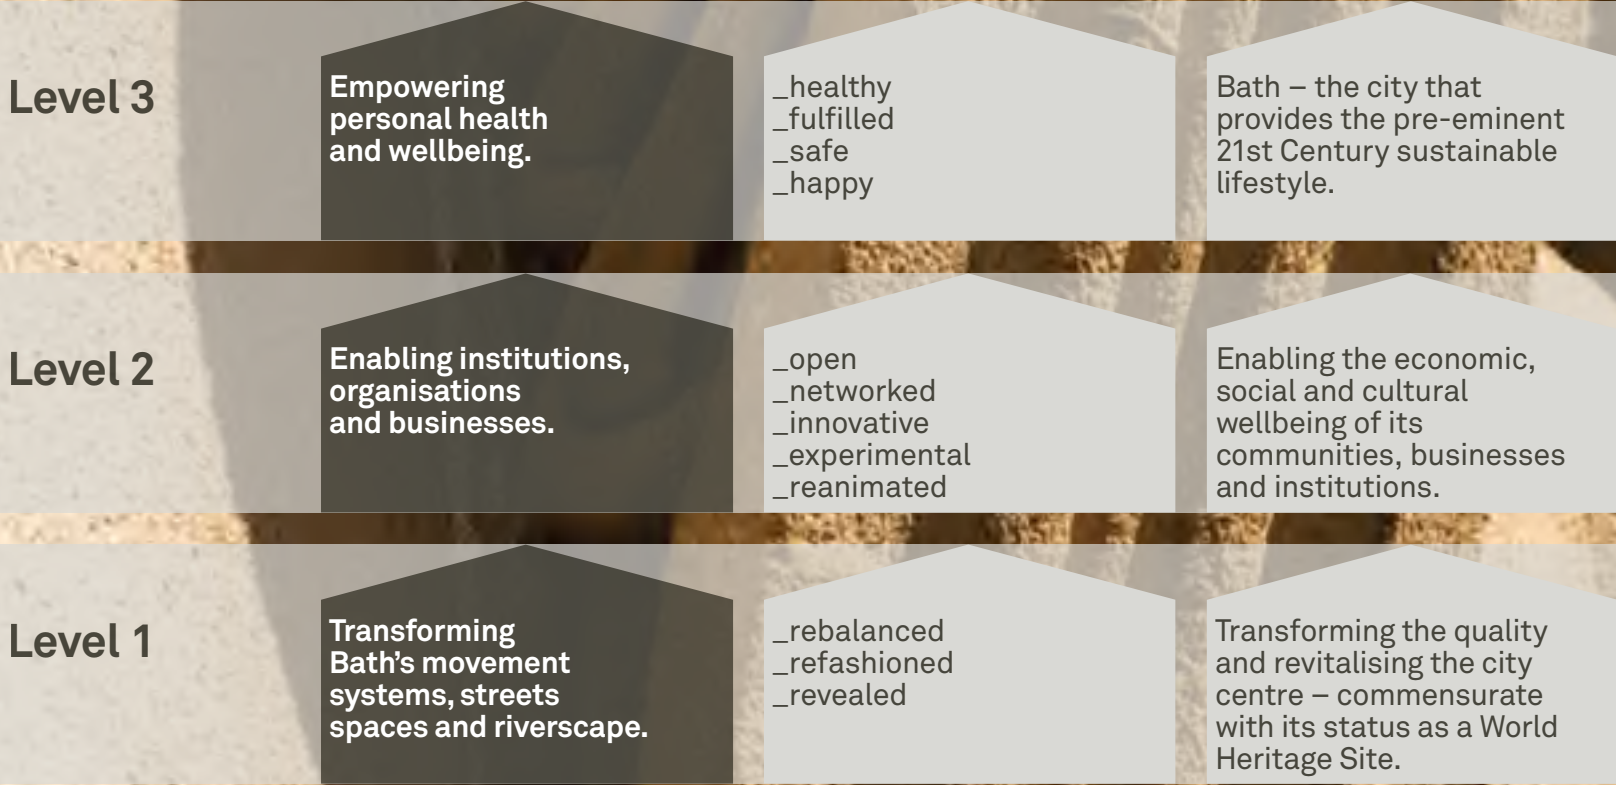 Level 3
Empowering
personal health
and wellbeing.
_healthy
_fulfilled
_safe
_happy
Bath – the city that
provides the pre-eminent
21st Century sustainable
lifestyle.
Level 2
Enabling institutions,
organisations
and businesses.
_open
_networked
_innovative
_experimental
_reanimated
Enabling the economic,
social and cultural
wellbeing of its
communities, businesses
and institutions.
Level 1
Transforming
Bath’s movement
systems, streets
spaces and riverscape.
_rebalanced
_refashioned
_revealed
Transforming the quality
and revitalising the city
centre – commensurate
with its status as a World
Heritage Site.